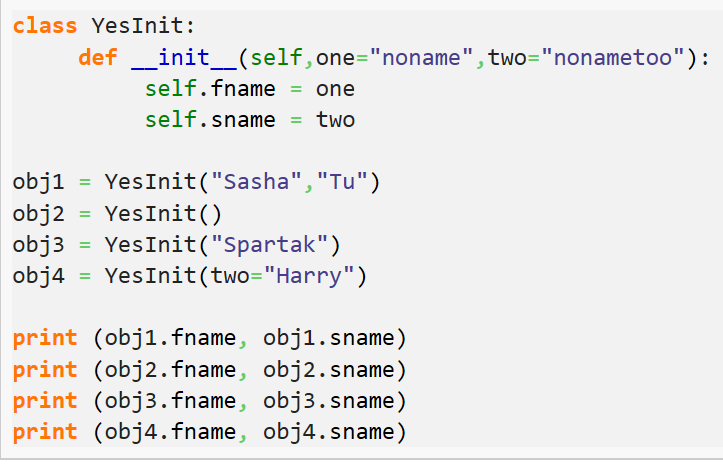 class YesInit:
     def __init__(self,one="noname",two="nonametoo"):
          self.fname = one
          self.sname = two

obj1 = YesInit("Sasha","Tu")
obj2 = YesInit()
obj3 = YesInit("Spartak")
obj4 = YesInit(two="Harry")

print (obj1.fname, obj1.sname)
print (obj2.fname, obj2.sname)
print (obj3.fname, obj3.sname)
print (obj4.fname, obj4.sname)